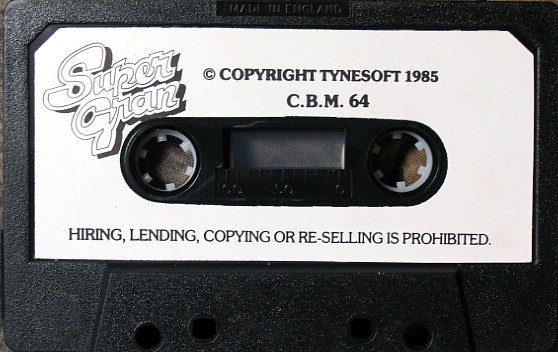 MADE IN ENGLAND
Super
Gran
© COPYRIGHT TYNESOFT 1985
C.B.M. 64
HIRING, LENDING, COPYING OR RE-SELLING IS PROHIBITED.